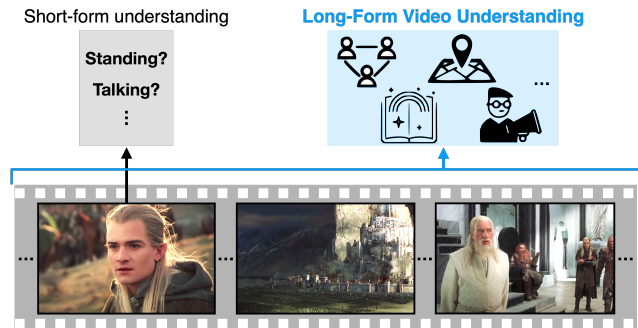 Short-form understanding
Long-Form Video Understanding
Standing?
Talking?
⋮
...
... ... ... ...